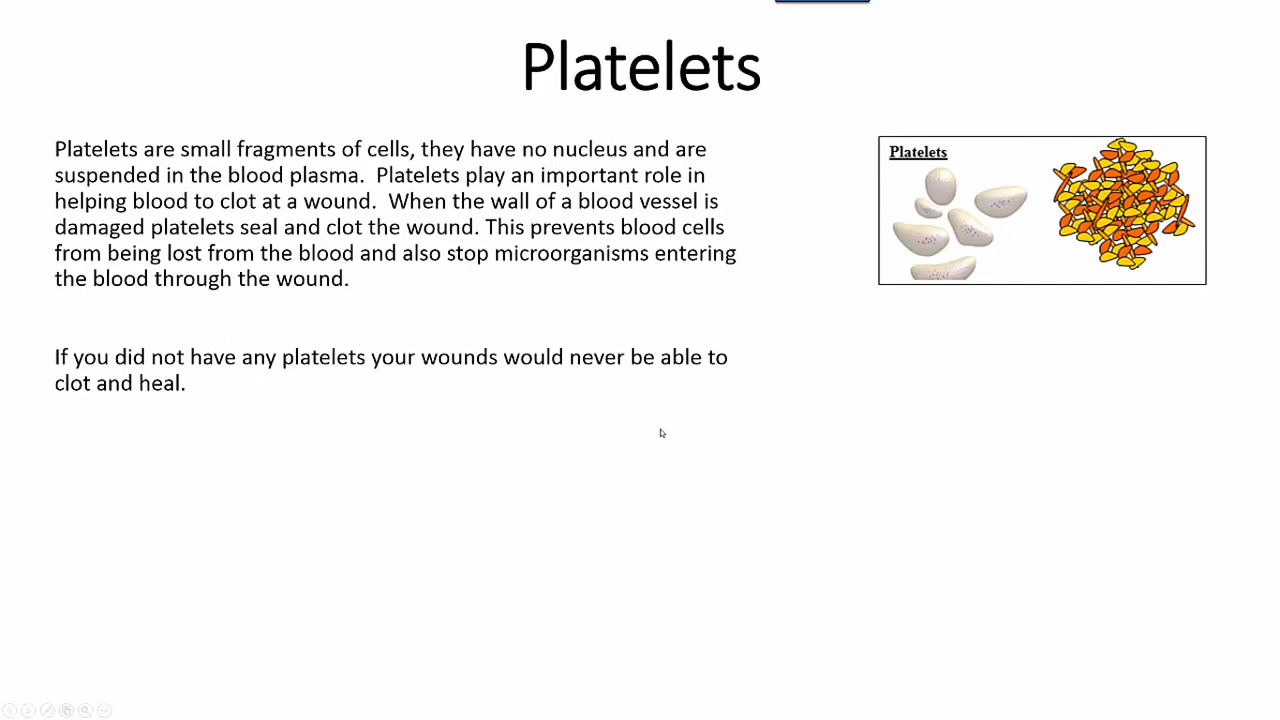 Platelets
Platelets are small fragments of cells, they have no nucleus and are
suspended in the blood plasma.  Platelets play an important role in
helping blood to clot at a wound.  When the wall of a blood vessel is
damaged platelets seal and clot the wound. This prevents blood cells
from being lost from the blood and also stop microorganisms entering
the blood through the wound.
If you did not have any platelets your wounds would never be able to
clot and heal.
Platelets